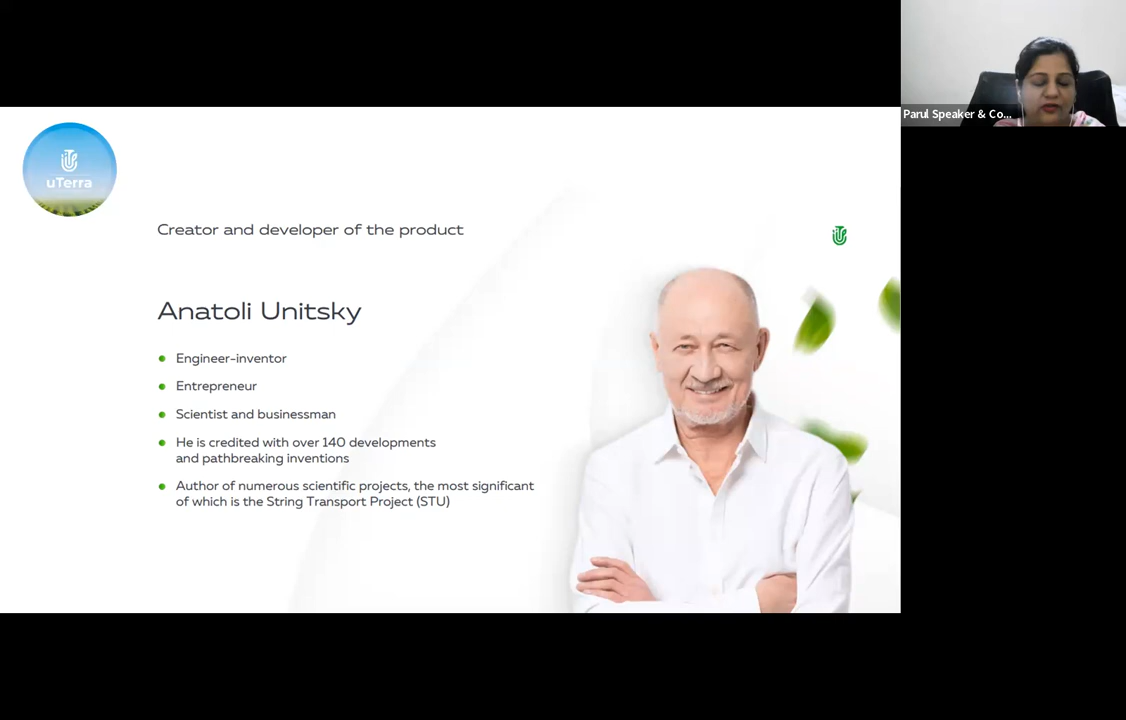 Parul Speaker & Co...
uTerra
Creator and developer of the product
Anatoli Unitsky
Engineer-inventor
Entrepreneur
Scientist and businessman
He is credited with over 140 developments
and pathbreaking inventions
Author of numerous scientific projects, the most significant
of which is the String Transport Project (STU)